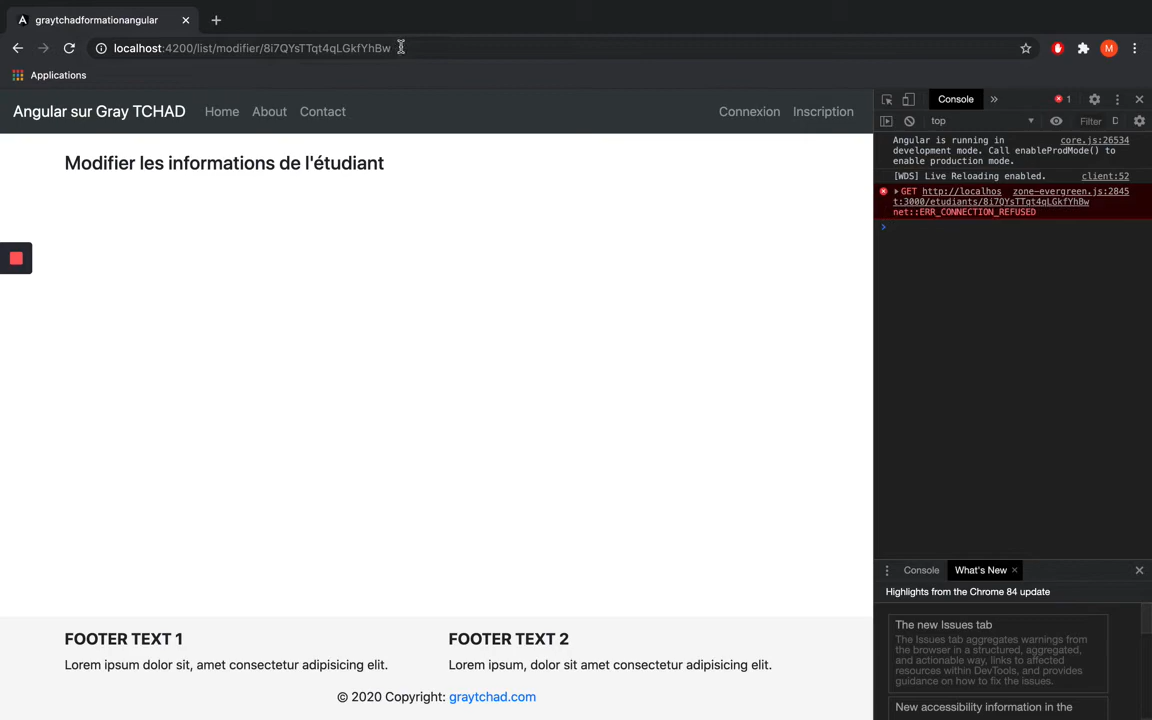 graytchadformationangular
localhost:4200/list/modifier/8i7QYsTTqt4qLGkfYhBw
M
Applications
Angular sur Gray TCHAD Home About Contact Connexion Inscription
Modifier les informations de l'étudiant
Console 1
top Filter D
Angular is running in core.js:26534
development mode. Call enableProdMode() to
enable production mode.
[WDS] Live Reloading enabled. client:52
GET http://localhos zone-evergreen.js:2845
t:3000/etudiants/8i7QYsTTqt4qLGkfYhBw
net::ERR_CONNECTION_REFUSED
Console What's New
Highlights from the Chrome 84 update
The new Issues tab
The Issues tab aggregates warnings from
the browser in a structured, aggregated,
and actionable way, links to affected
resources within DevTools, and provides
guidance on how to fix the issues.
New accessibility information in the
FOOTER TEXT 1
Lorem ipsum dolor sit, amet consectetur adipisicing elit.
FOOTER TEXT 2
Lorem ipsum, dolor sit amet consectetur adipisicing elit.
© 2020 Copyright: graytchad.com